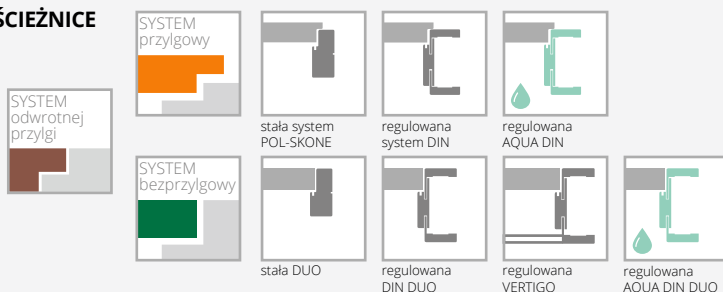 ŚCIEŻNICE
SYSTEM
odwrotnej
przylgi
SYSTEM
przylgowy
stała system
POL-SKONE
regulowana
system DIN
regulowana
AQUA DIN
SYSTEM
bezprzylgowy
stała DUO
regulowana
DIN DUO
regulowana
VERTIGO
regulowana
AQUA DIN DUO